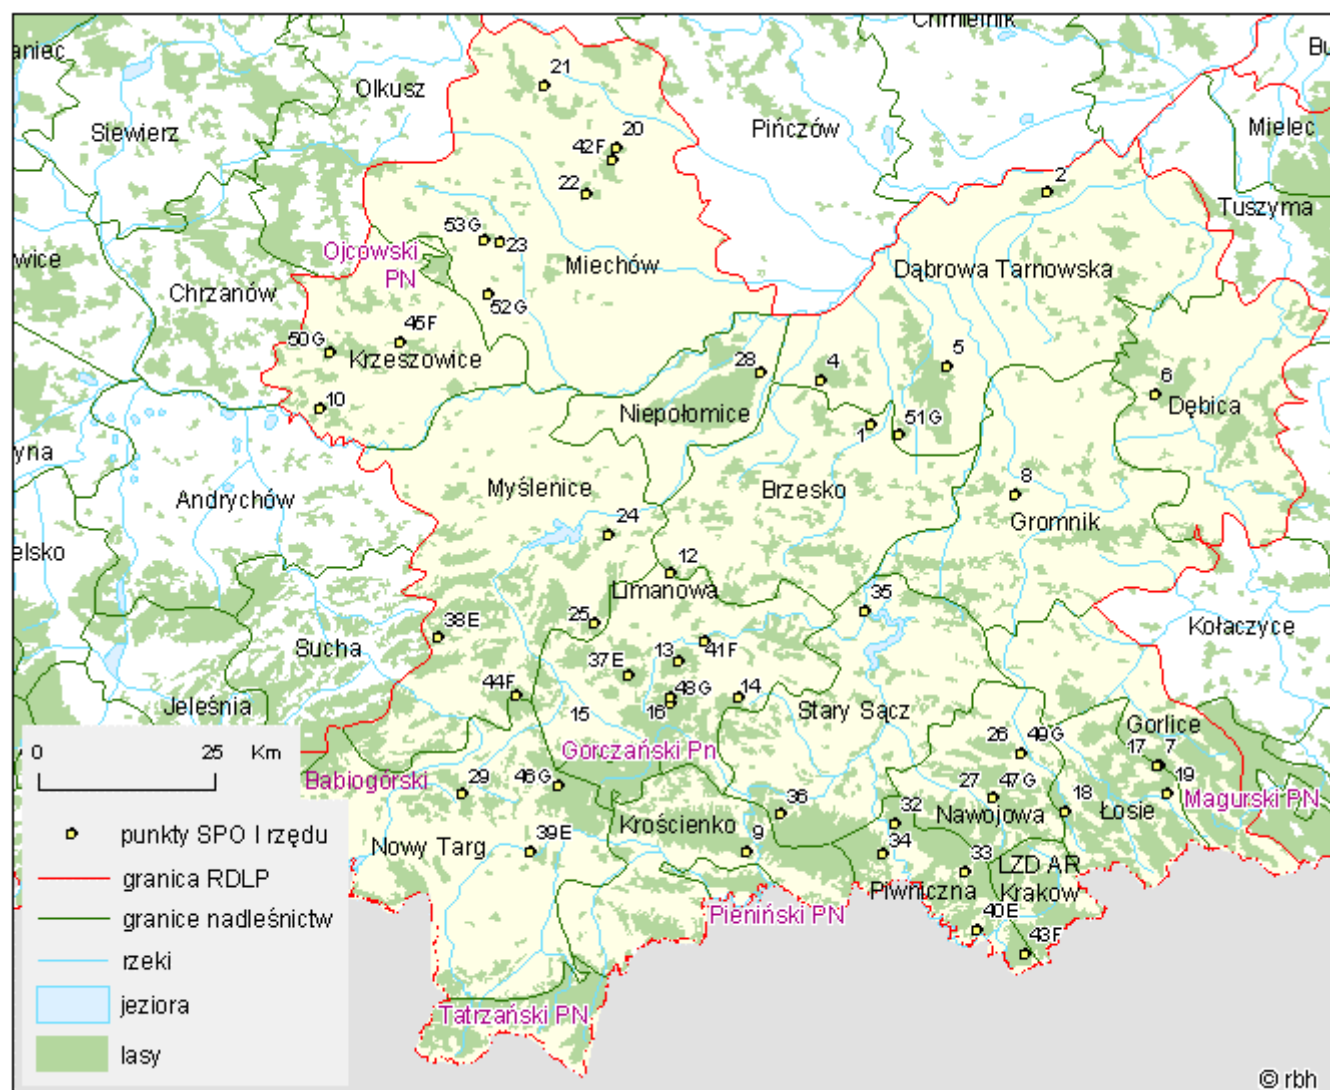 Chmielnik
aniec
Bu
21
Olkusz
Siewierz
20
Pińczów
Mielec
42F
22
2
Tuszyma
53G
23
Ojcowski
PN
wice
Miechów
Dąbrowa Tarnowska
Chrzanów
52G
45F
50G
Krzeszowice
28
4
5
6
10
Niepołomice
Dębica
1
51G
yna
Andrychów
Myślenice
Brzesko
8
Gromnik
24
elsko
12
Limanowa
35
25
Kołaczyce
38E
Sucha
41F
13
37E
44F
48G
14
Jeleśnia
15
16
Stary Sącz
Gorlice
0
25
Km
Gorczański Pn
26
49G
17
7
Babiogórski
29
46G
27
47G
19
18
Magurski PN
36
32
Łosie
punkty SPO I rzędu
Krościenko
Nawojowa
Nowy Targ
39E
9
34
33
LZD AR
Krakow
granica RDLP
Piwniczna
granice nadleśnictw
Pieniński PN
40E
43F
rzeki
jeziora
Tatrzański PN
lasy
© rbh